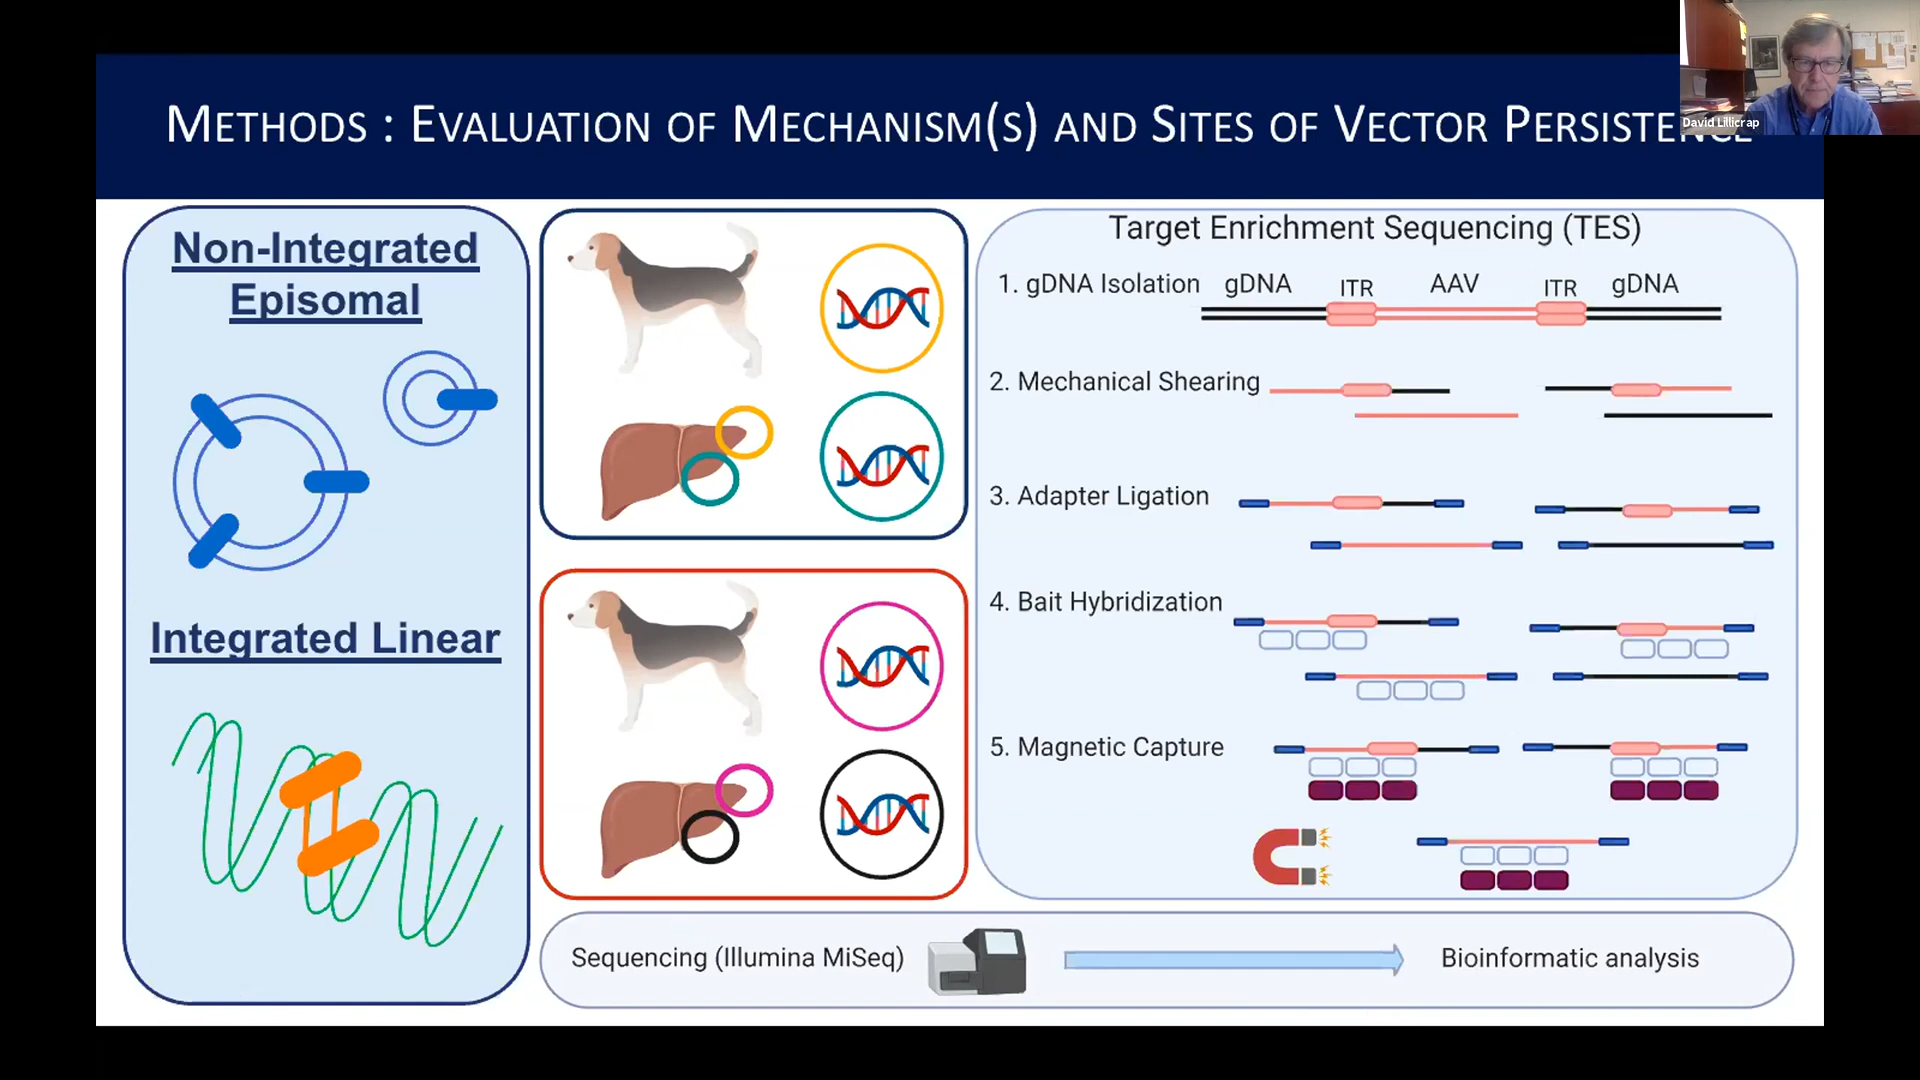 METHODS : EVALUATION OF MECHANISM(S) AND SITES OF VECTOR PERSISTENCE
David Lillicrap
Non-Integrated
Episomal
Integrated Linear
Target Enrichment Sequencing (TES)
1. gDNA Isolation
gDNA
ITR
AAV
ITR
gDNA
2. Mechanical Shearing
3. Adapter Ligation
4. Bait Hybridization
5. Magnetic Capture
Sequencing (Illumina MiSeq)
Bioinformatic analysis